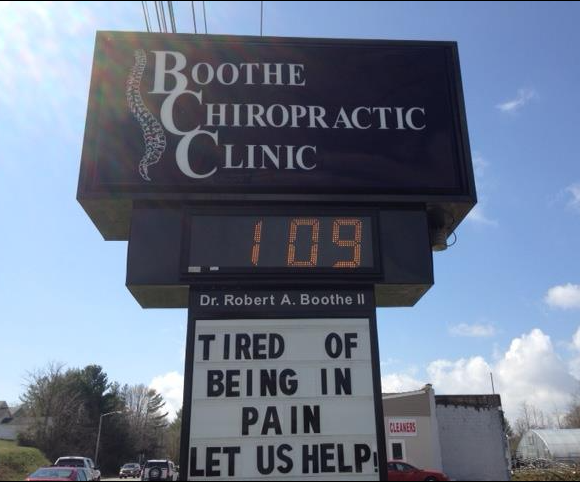 BOOTHE
CHIROPRACTIC
CLINIC
109
Dr. Robert A. Boothe II
TIRED OF
BEING IN
PAIN
LET US HELP!
CLEANERS